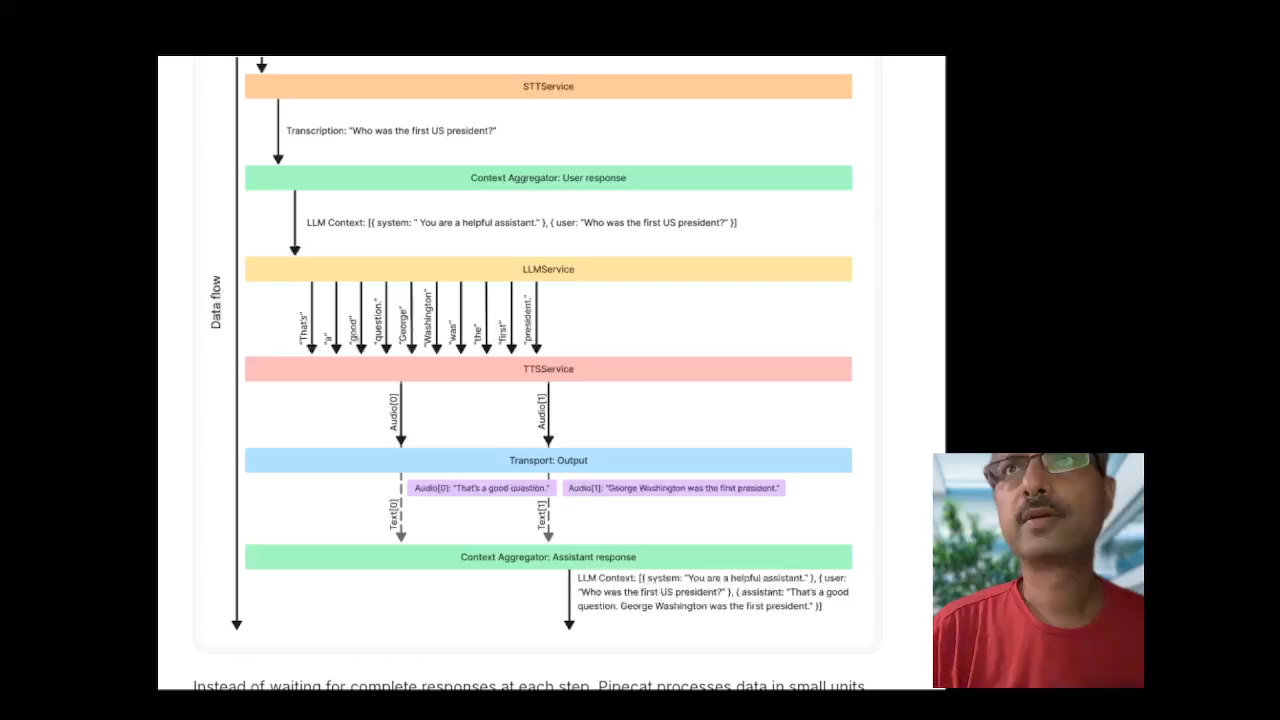 STTService
Transcription: "Who was the first US president?"
Context Aggregator: User response
LLM Context: [{ system: " You are a helpful assistant." }, { user: "Who was the first US president?" }]
LLMService
Data flow
"That's"
"a"
"good"
"question."
"George"
"Washington"
"was"
"the"
"first"
"president."
TTSService
Audio[0]
Audio[1]
Transport: Output
Audio[0]: "That's a good question."
Audio[1]: "George Washington was the first president."
Text[0]
Text[1]
Context Aggregator: Assistant response
LLM Context: [{ system: "You are a helpful assistant." }, { user:
"Who was the first US president?" }, { assistant: "That's a good
question. George Washington was the first president." }]
Instead of waiting for complete responses at each step, Pipecat processes data in small units